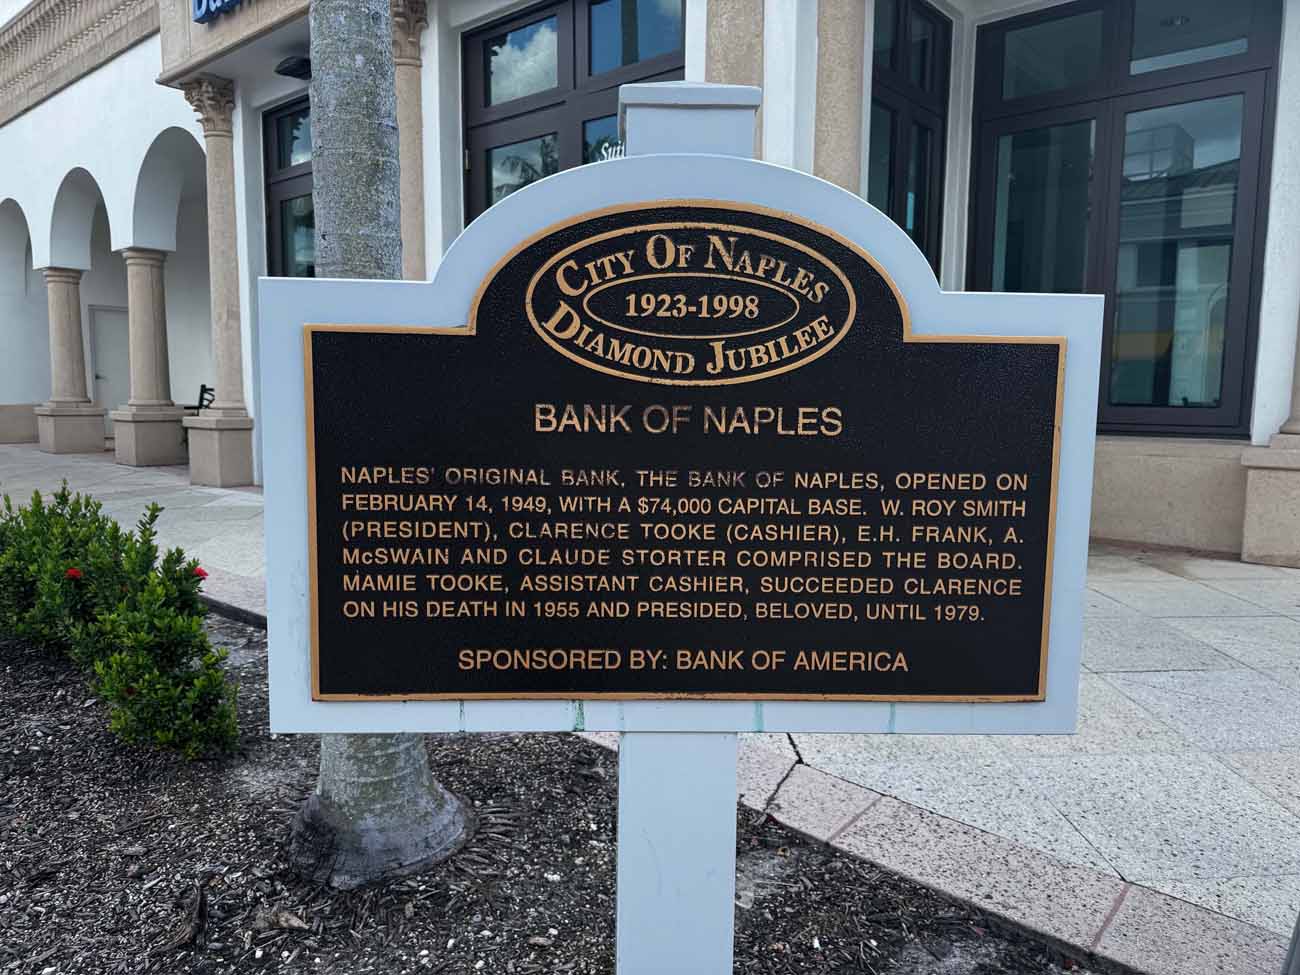 CITY OF NAPLES
1923-1998
DIAMOND JUBILEE
BANK OF NAPLES
NAPLES' ORIGINAL BANK, THE BANK OF NAPLES, OPENED ON
FEBRUARY 14, 1949, WITH A $74,000 CAPITAL BASE. W. ROY SMITH
(PRESIDENT), CLARENCE TOOKE (CASHIER), E.H. FRANK, A.
McSWAIN AND CLAUDE STORTER COMPRISED THE BOARD.
MAMIE TOOKE, ASSISTANT CASHIER, SUCCEEDED CLARENCE
ON HIS DEATH IN 1955 AND PRESIDED, BELOVED, UNTIL 1979.
SPONSORED BY: BANK OF AMERICA